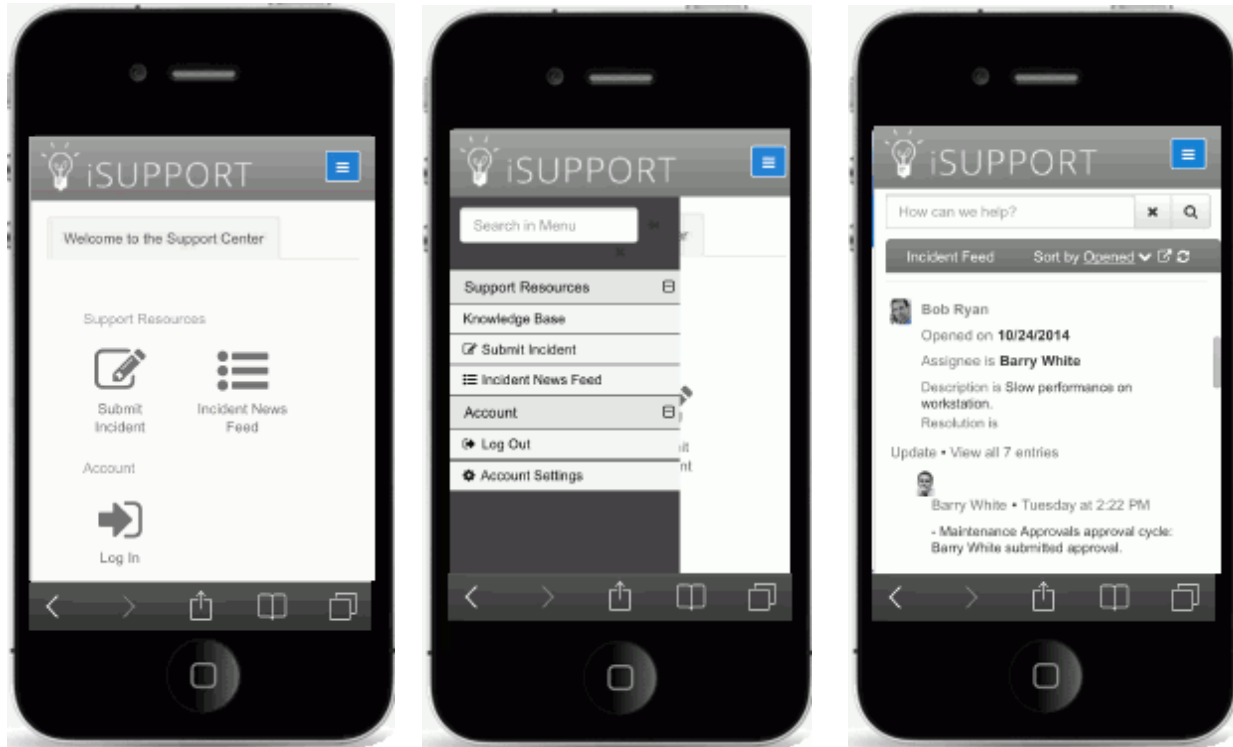 iSUPPORT
Welcome to the Support Center
Support Resources
Submit
Incident
Incident News
Feed
Account
Log In
iSUPPORT
Search in Menu
Support Resources
Knowledge Base
Submit Incident
Incident News Feed
Account
Log Out
Account Settings
iSUPPORT
How can we help?
Incident Feed Sort by Opened
Bob Ryan
Opened on 10/24/2014
Assignee is Barry White
Description is Slow performance on
workstation.
Resolution is
Update • View all 7 entries
Barry White • Tuesday at 2:22 PM
- Maintenance Approvals approval cycle:
Barry White submitted approval.